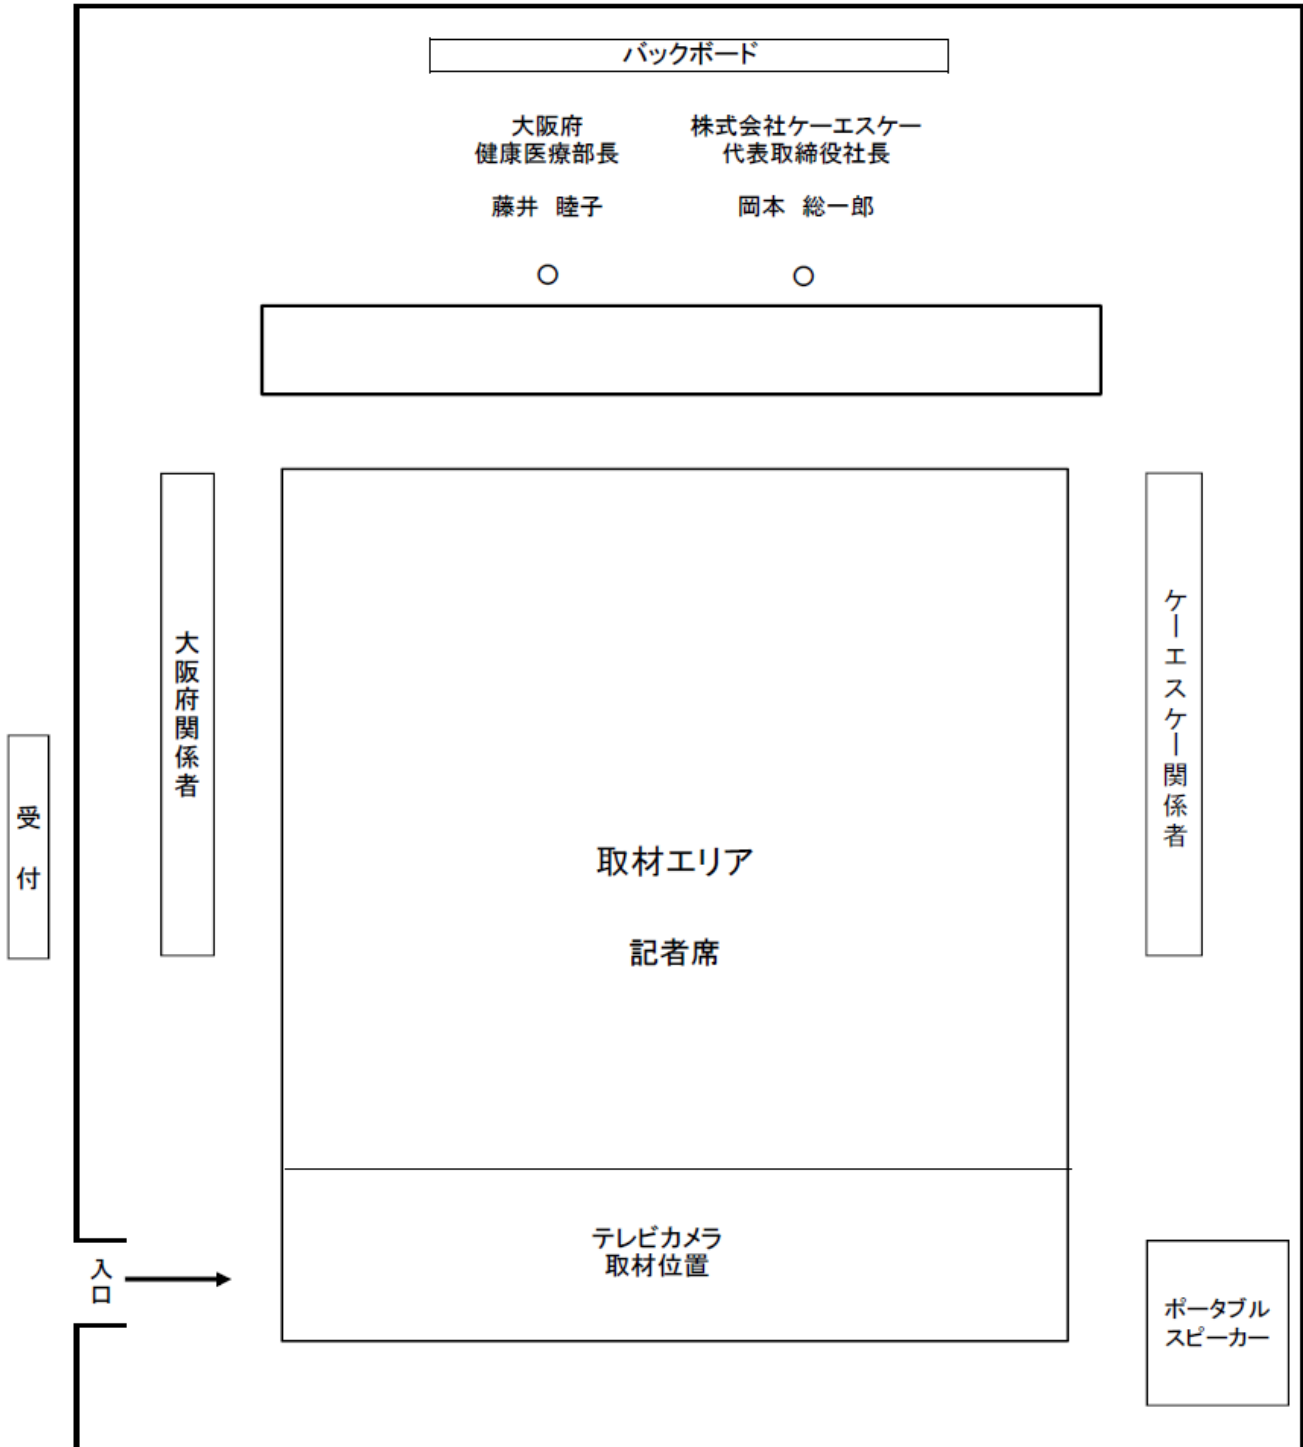 バックボード
大阪府
健康医療部長
藤井　睦子
株式会社ケーエスケー
代表取締役社長
岡本　総一郎
大阪府関係者
ケーエスケー関係者
受付
取材エリア
記者席
テレビカメラ
取材位置
入口
ポータブル
スピーカー